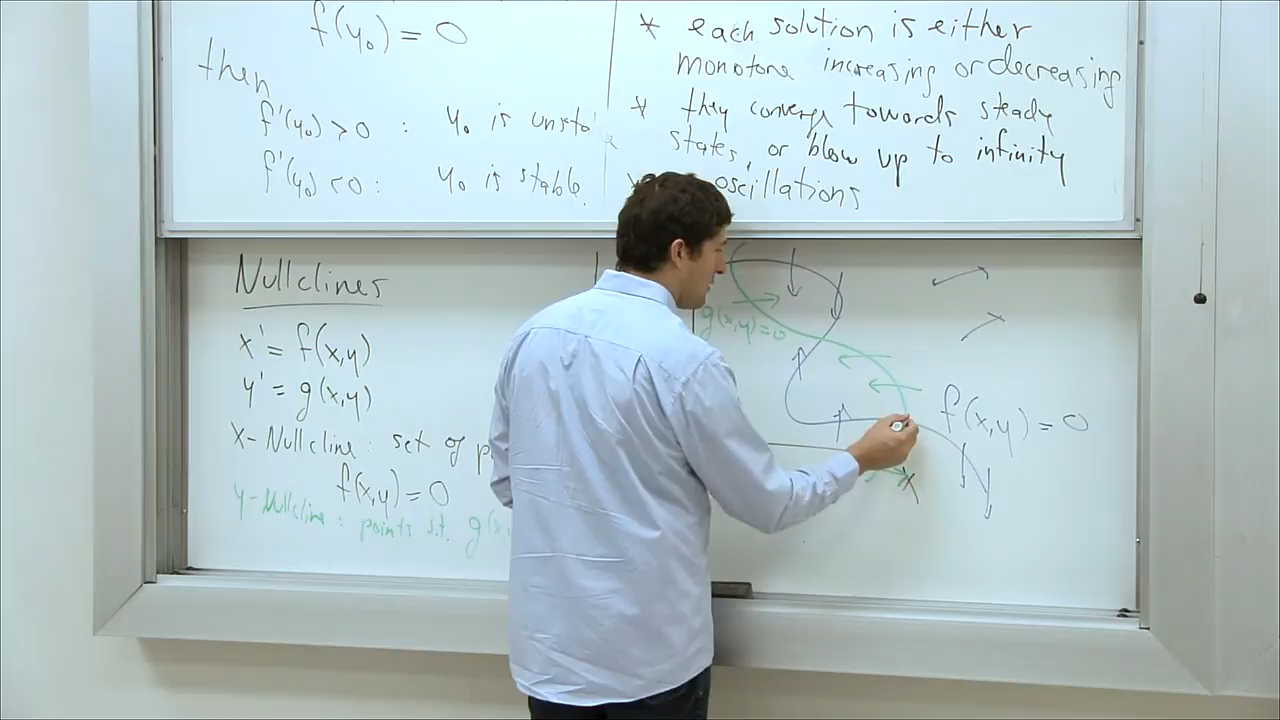 f(y₀) = 0
then
f'(y₀) > 0 : y₀ is
f'(y₀) < 0 : y₀ is stable.
* each solution is either
monotone increasing or decreasing
* they converge towards steady
states, or blow up to infinity
* oscillations
Nullclines
x' = f(x,y)
y' = g(x,y)
x-Nullcline: set of
f(x,y) = 0
y-Nullcline: points s.t.
g(x,y)=0
f(x,y) = 0
x